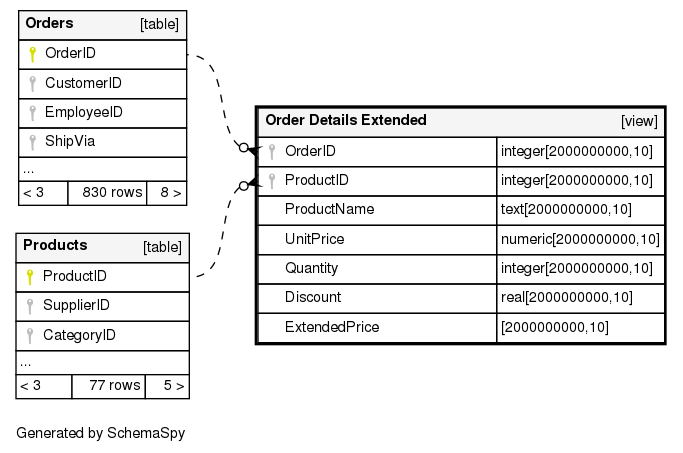 Orders [table]
OrderID
CustomerID
EmployeeID
ShipVia
...
< 3 830 rows 8 >
Order Details Extended [view]
OrderID integer[2000000000,10]
ProductID integer[2000000000,10]
ProductName text[2000000000,10]
UnitPrice numeric[2000000000,10]
Quantity integer[2000000000,10]
Discount real[2000000000,10]
ExtendedPrice [2000000000,10]
Products [table]
ProductID
SupplierID
CategoryID
...
< 3 77 rows 5 >
Generated by SchemaSpy